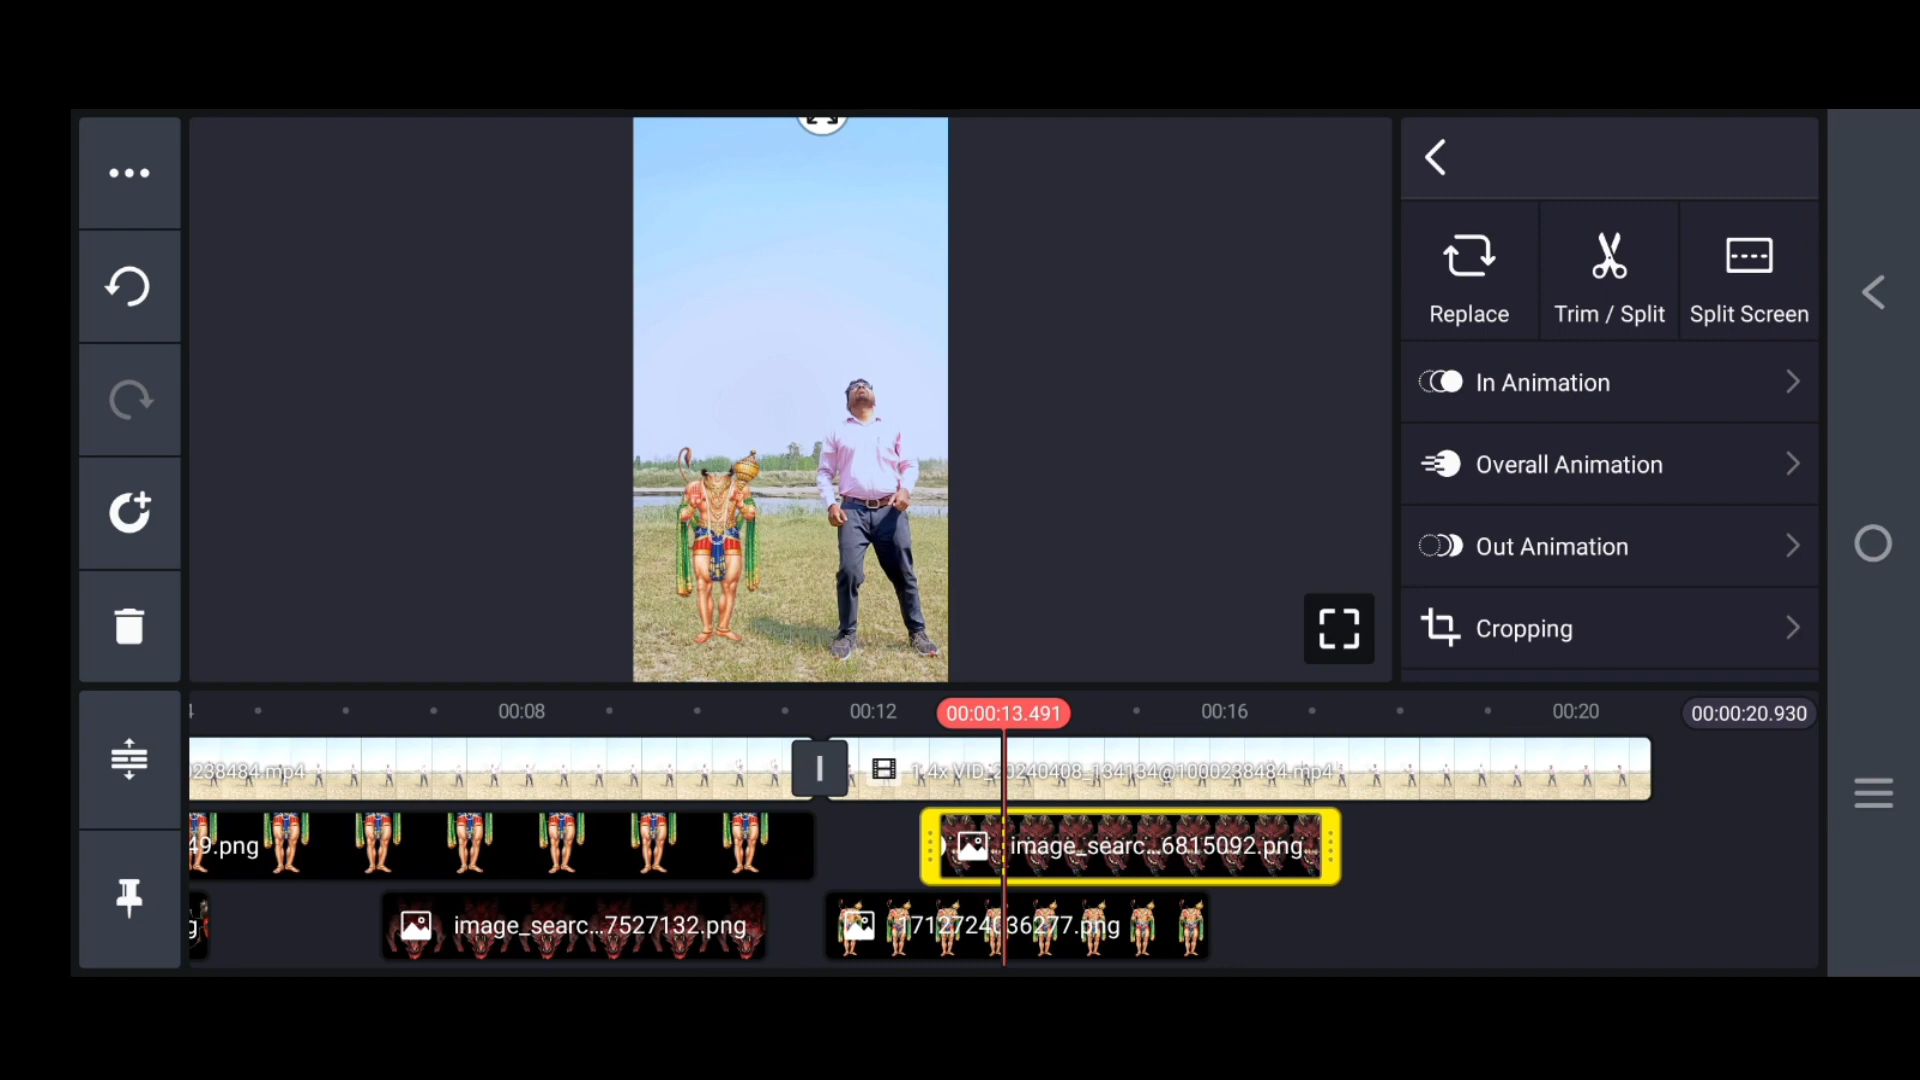 Replace
Trim / Split
Split Screen
In Animation
Overall Animation
Out Animation
Cropping
4 00:08 00:12 00:00:13.491 00:16 00:20 00:00:20.930
238484.mp4 1.4x VID_20240408_134134@1000238484.mp4
49.png image_searc...6815092.png
g image_searc...7527132.png 1712724036277.png